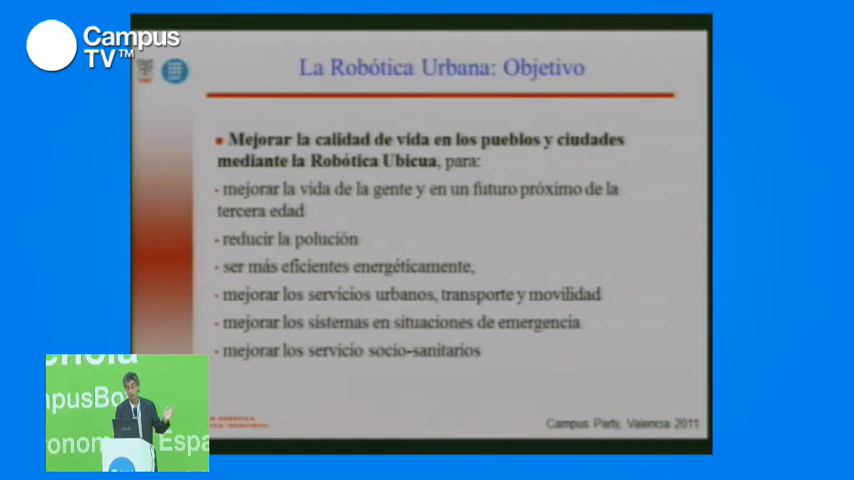 Campus
TV™
La Robótica Urbana: Objetivo
• Mejorar la calidad de vida en los pueblos y ciudades
mediante la Robótica Ubicua, para:
- mejorar la vida de la gente y en un futuro próximo de la
tercera edad
- reducir la polución
- ser más eficientes energéticamente,
- mejorar los servicios urbanos, transporte y movilidad
- mejorar los sistemas en situaciones de emergencia
- mejorar los servicio socio-sanitarios
Campus Party, Valencia 2011
mpusBo
Espa